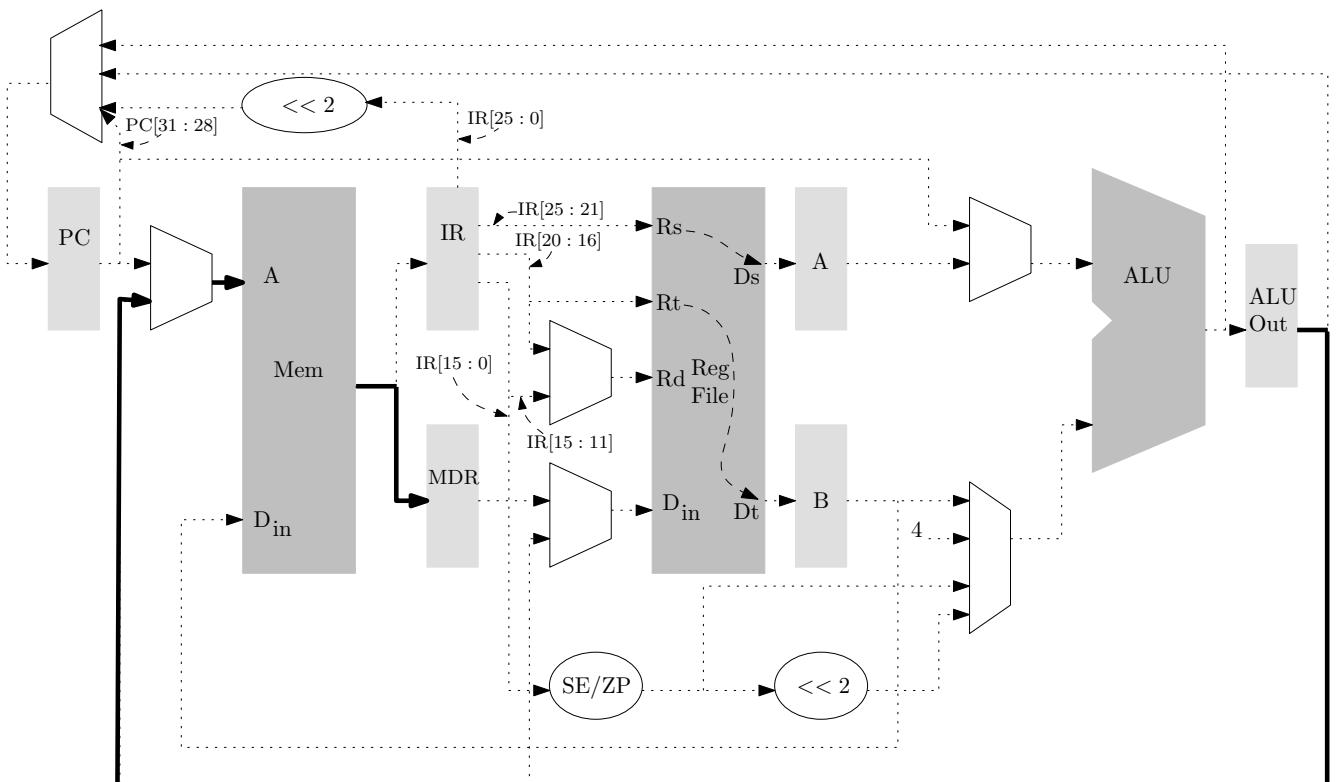 << 2
PC[31 : 28]
IR[25 : 0]
PC
A
IR
IR[25 : 21]
IR[20 : 16]
Rs
Ds
A
ALU
ALU
Out
Rt
Mem
IR[15 : 0]
Rd
Reg
File
IR[15 : 11]
MDR
D in
D in
Dt
B
4
SE/ZP
<< 2